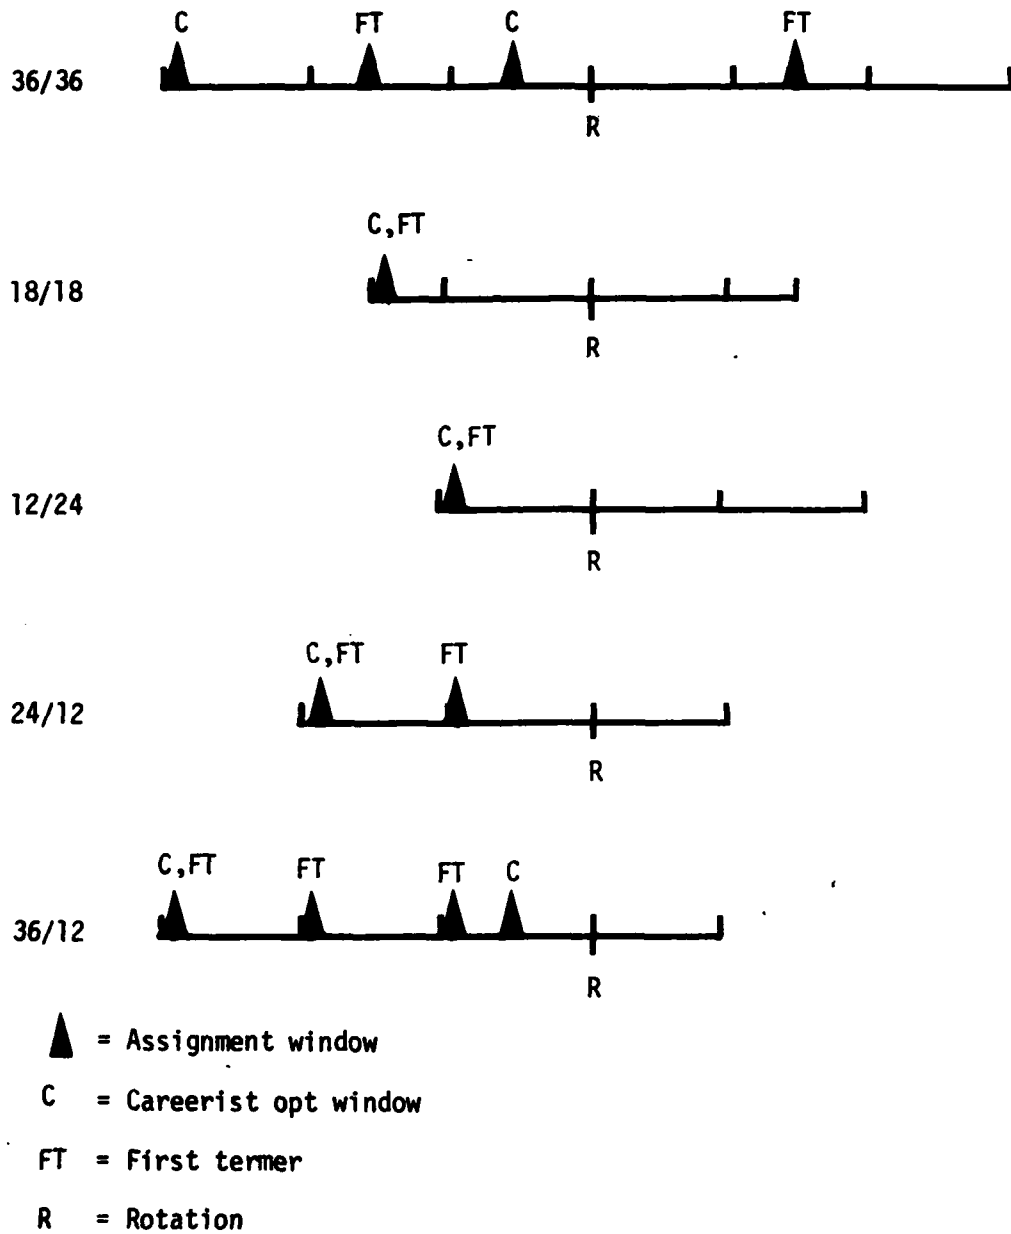 C FT C FT
36/36
R
C,FT
18/18
R
C,FT
12/24
R
C,FT FT
24/12
R
C,FT FT FT C
36/12
R
= Assignment window
C = Careerist opt window
FT = First termer
R = Rotation